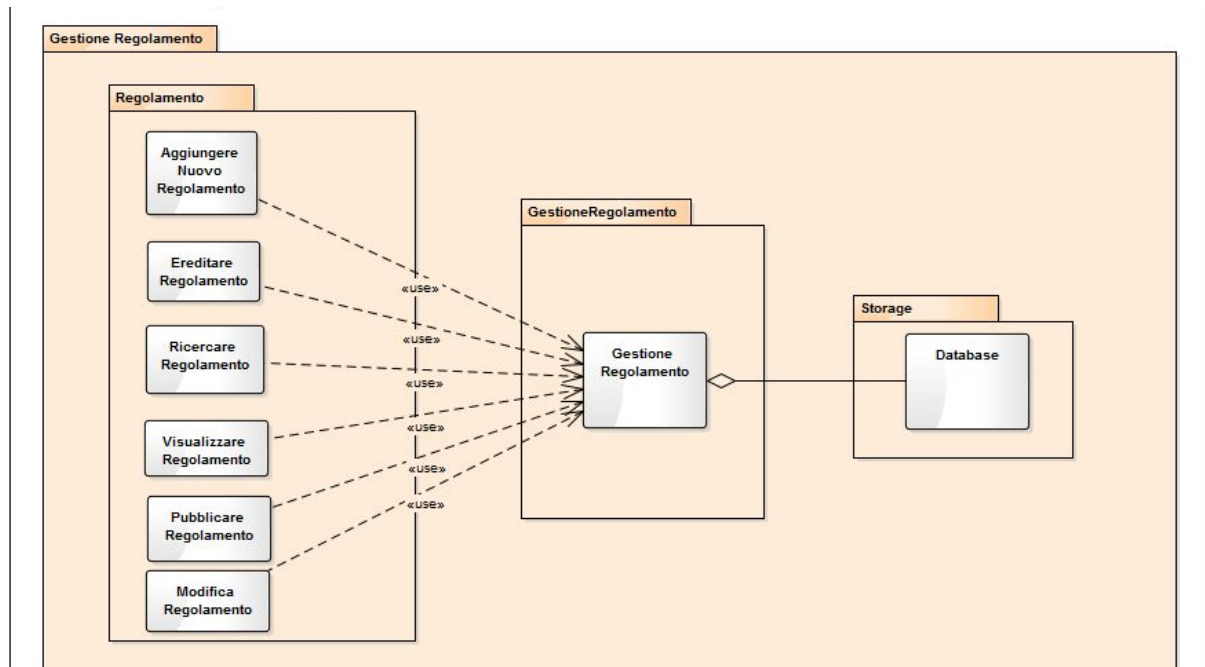 Gestione Regolamento
Regolamento
Aggiungere
Nuovo
Regolamento
Ereditare
Regolamento
Ricercare
Regolamento
Visualizzare
Regolamento
Pubblicare
Regolamento
Modifica
Regolamento
«use»
«use»
«use»
«use»
«use»
«use»
GestioneRegolamento
Gestione
Regolamento
Storage
Database